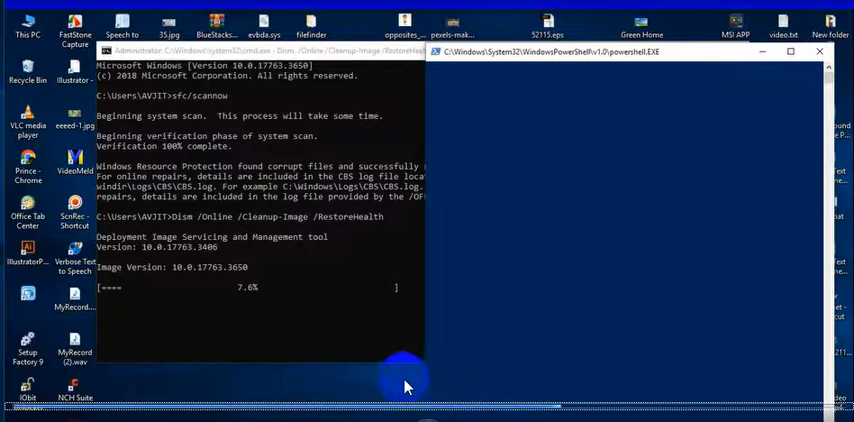 This PC
FastStone
Capture
Speech to
35.jpg
BlueStacks...
evbda.sys
filefinder
opposites_...
pexels-mak...
52115.eps
Green Home
MSI APP
video.txt
New folder
Administrator: C:\Windows\system32\cmd.exe - Dism /Online /Cleanup-Image /RestoreHealth
C:\Windows\System32\WindowsPowerShell\v1.0\powershell.EXE
Microsoft Windows [Version 10.0.17763.3650]
(c) 2018 Microsoft Corporation. All rights reserved.
C:\Users\AVJIT>sfc/scannow
Beginning system scan.  This process will take some time.
Beginning verification phase of system scan.
Verification 100% complete.
Windows Resource Protection found corrupt files and successfully
For online repairs, details are included in the CBS log file loca
windir\Logs\CBS\CBS.log. For example C:\Windows\Logs\CBS\CBS.log.
repairs, details are included in the log file provided by the /OF
C:\Users\AVJIT>Dism /Online /Cleanup-Image /RestoreHealth
Deployment Image Servicing and Management tool
Version: 10.0.17763.3406
Image Version: 10.0.17763.3650
[==== 7.6% ]
Recycle Bin
Illustrator -
VLC media
player
eeeed-1.jpg
Prince -
Chrome
VideoMeld
Office Tab
Center
ScnRec -
Shortcut
IllustratorP...
Verbose Text
to Speech
MyRecord....
Setup
Factory 9
MyRecord
(2).wav
IObit
NCH Suite